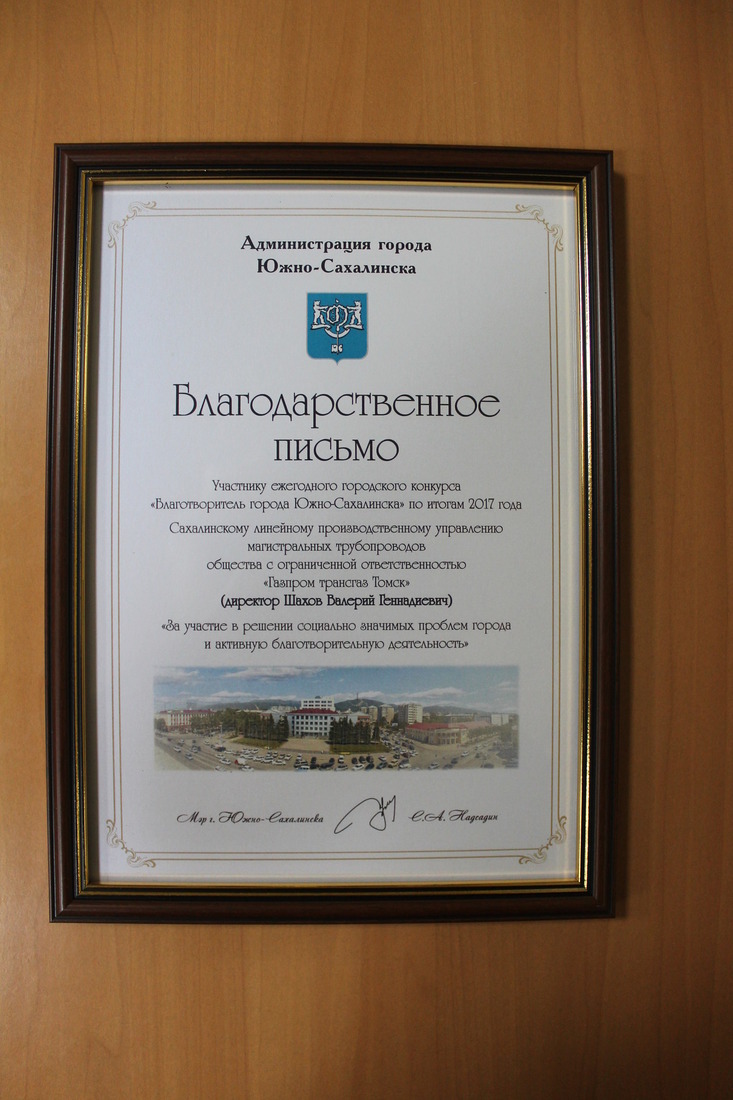 Администрация города
Южно-Сахалинска
Благодарственное
письмо
Участнику ежегодного городского конкурса
«Благотворитель города Южно-Сахалинска» по итогам 2017 года
Сахалинскому линейному производственному управлению
магистральных трубопроводов
общества с ограниченной ответственностью
«Газпром трансгаз Томск»
(директор Шахов Валерий Геннадиевич)
«За участие в решении социально значимых проблем города
и активную благотворительную деятельность»
Мэр г. Южно-Сахалинска С.А. Надсадин